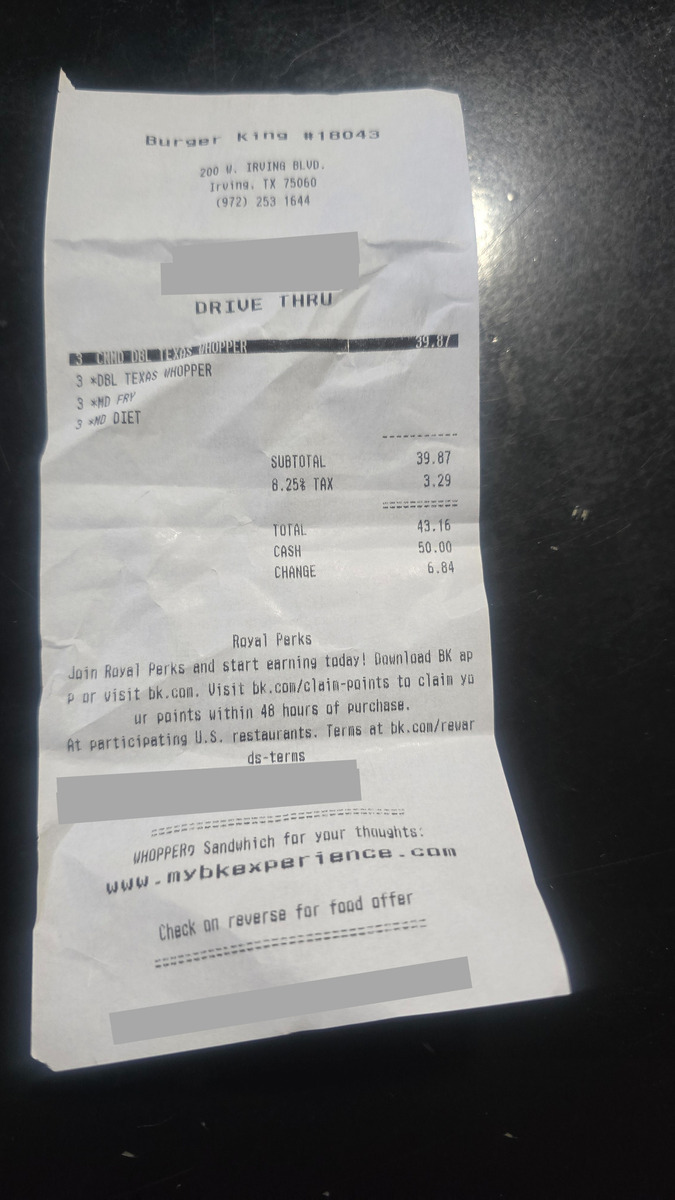 Burger King #18043
200 W. IRVING BLVD.
Irving, TX 75060
(972) 253 1644
DRIVE THRU
3 CMMD DBL TEXAS WHOPPER 39.87
3 *DBL TEXAS WHOPPER
3 *MD FRY
3 *MD DIET
----------
SUBTOTAL 39.87
8.25% TAX 3.29
==========
TOTAL 43.16
CASH 50.00
CHANGE 6.84
Royal Perks
Join Royal Perks and start earning today! Download BK ap
p or visit bk.com. Visit bk.com/claim-points to claim yo
ur points within 48 hours of purchase.
At participating U.S. restaurants. Terms at bk.com/rewar
ds-terms
==================================
WHOPPER? Sandwhich for your thoughts:
www.mybkexperience.com
Check on reverse for food offer
====================================